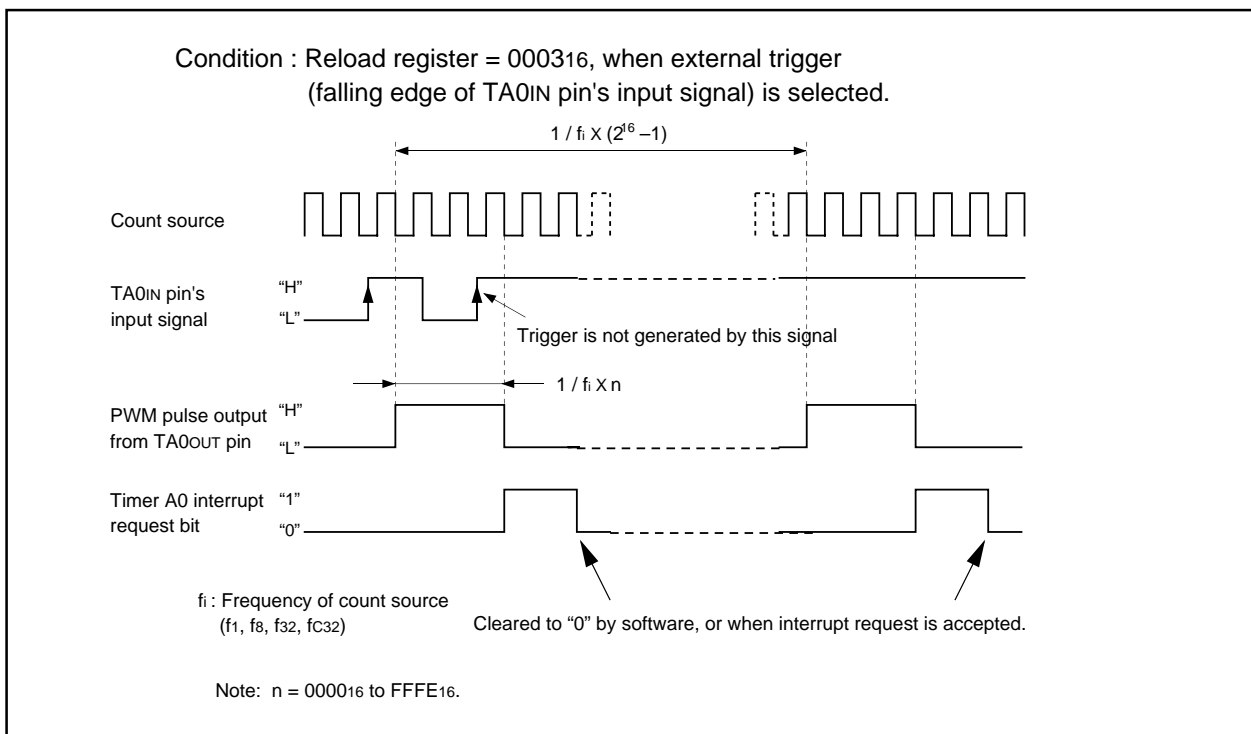 Condition : Reload register = 000316, when external trigger
(falling edge of TA0IN pin's input signal) is selected.
1 / fi X (2^16 –1)
Count source
TA0IN pin's
input signal
“H”
“L”
Trigger is not generated by this signal
1 / fi X n
PWM pulse output
from TA0OUT pin
“H”
“L”
Timer A0 interrupt
request bit
“1”
“0”
fi : Frequency of count source
(f1, f8, f32, fC32)
Cleared to “0” by software, or when interrupt request is accepted.
Note: n = 000016 to FFFE16.